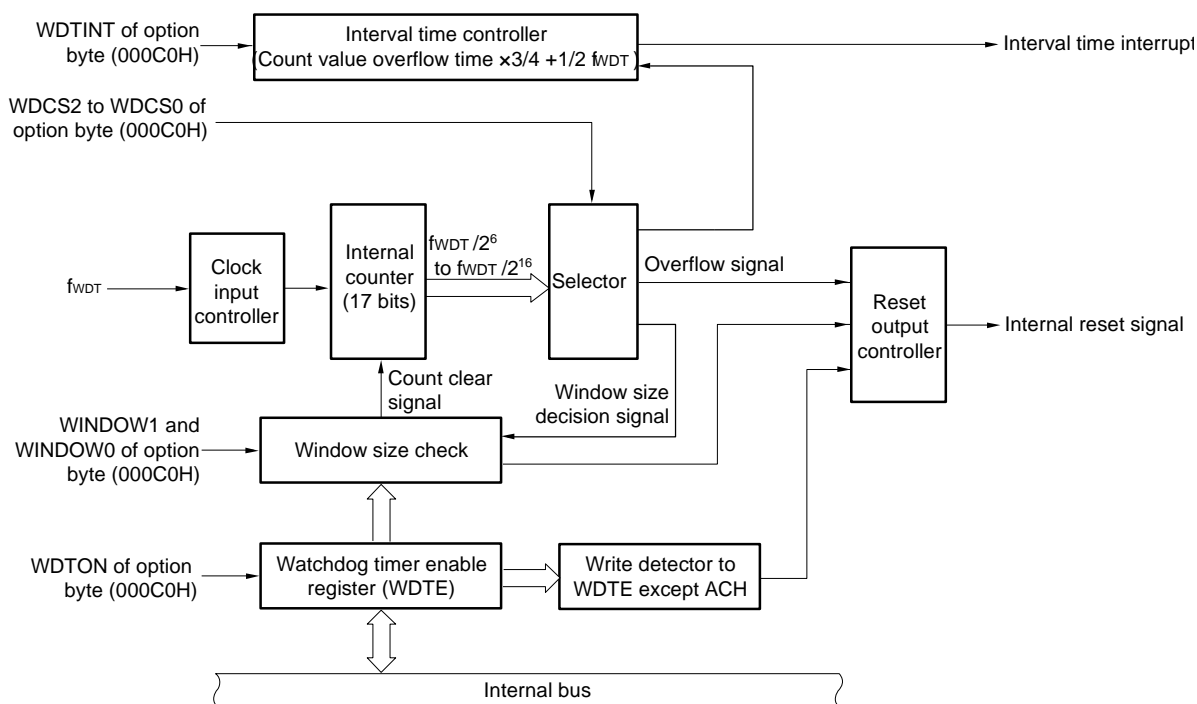 WDTINT of option
byte (000C0H)
Interval time controller
(Count value overflow time ×3/4 +1/2 fWDT)
Interval time interrupt
WDCS2 to WDCS0 of
option byte (000C0H)
fWDT
Clock
input
controller
Internal
counter
(17 bits)
fWDT/2⁶
to fWDT/2¹⁶
Selector
Overflow signal
Reset
output
controller
Internal reset signal
Count clear
signal
Window size
decision signal
WINDOW1 and
WINDOW0 of option
byte (000C0H)
Window size check
WDTON of option
byte (000C0H)
Watchdog timer enable
register (WDTE)
Write detector to
WDTE except ACH
Internal bus